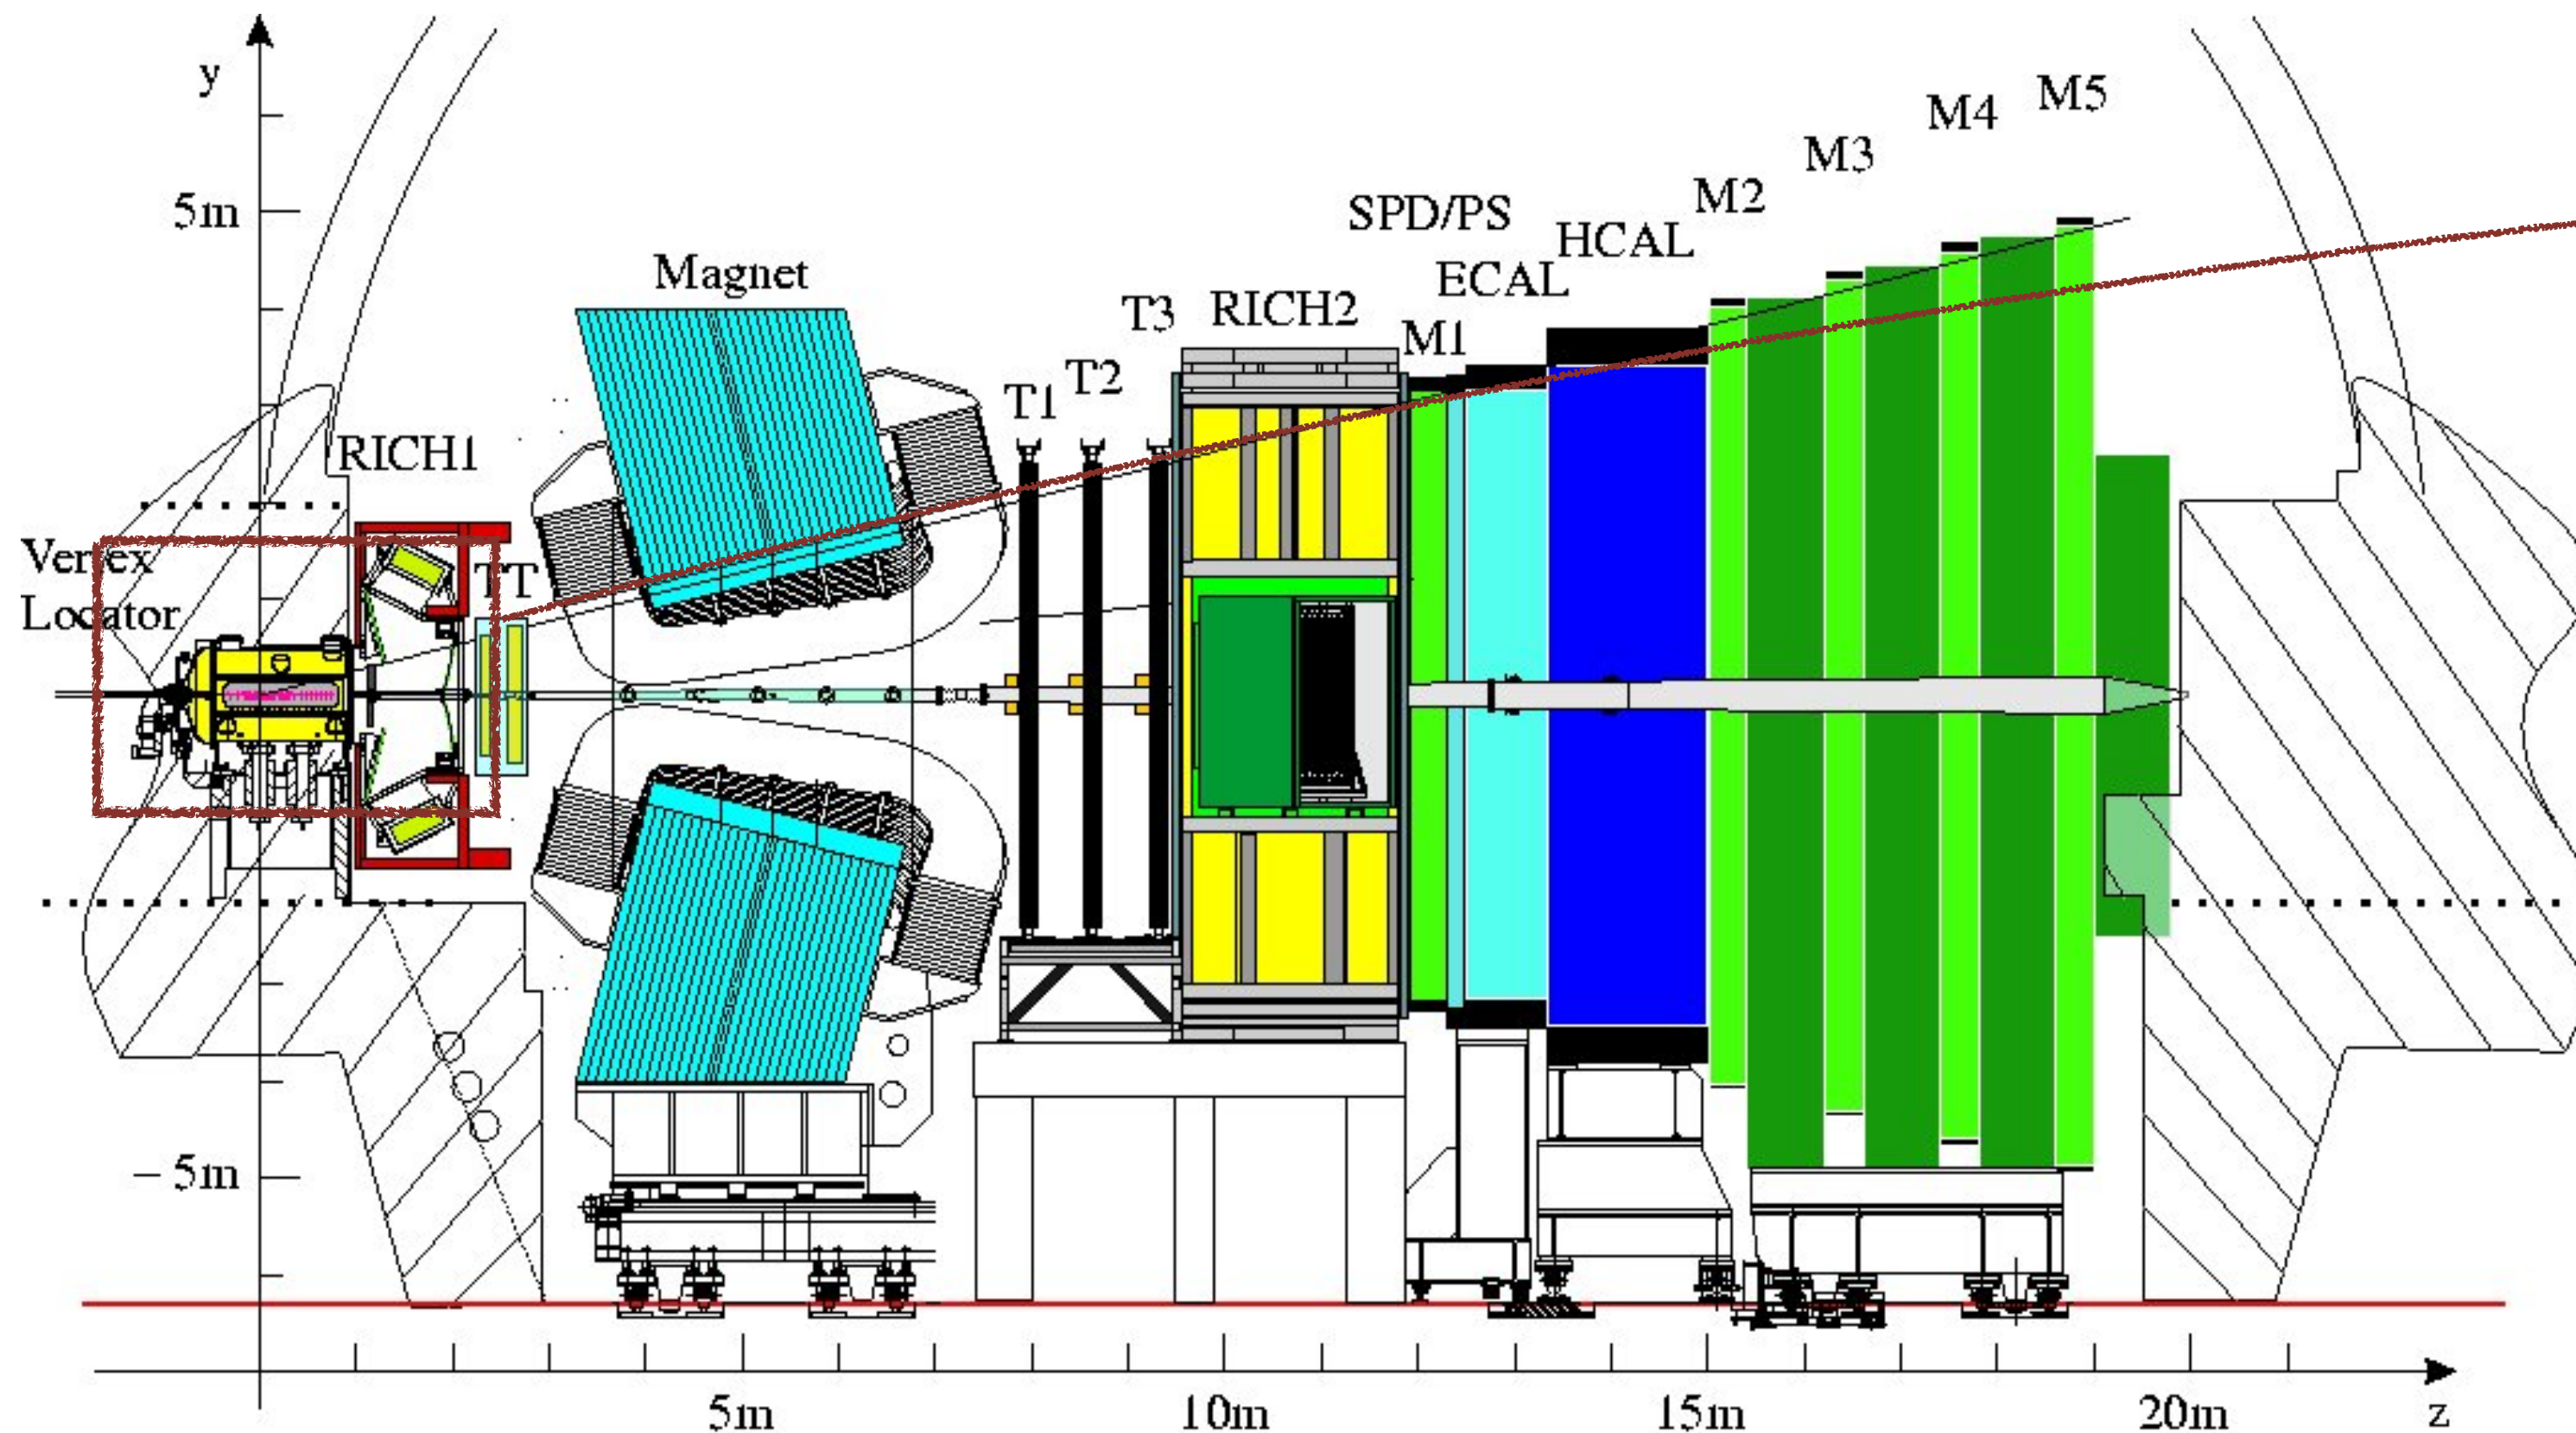 y
M5
M4
M3
M2
5m
SPD/PS
HCAL
Magnet
ECAL
T3
RICH2
M1
T2
T1
RICH1
Vertex
Locator
TT
– 5m
5m
10m
15m
20m
z